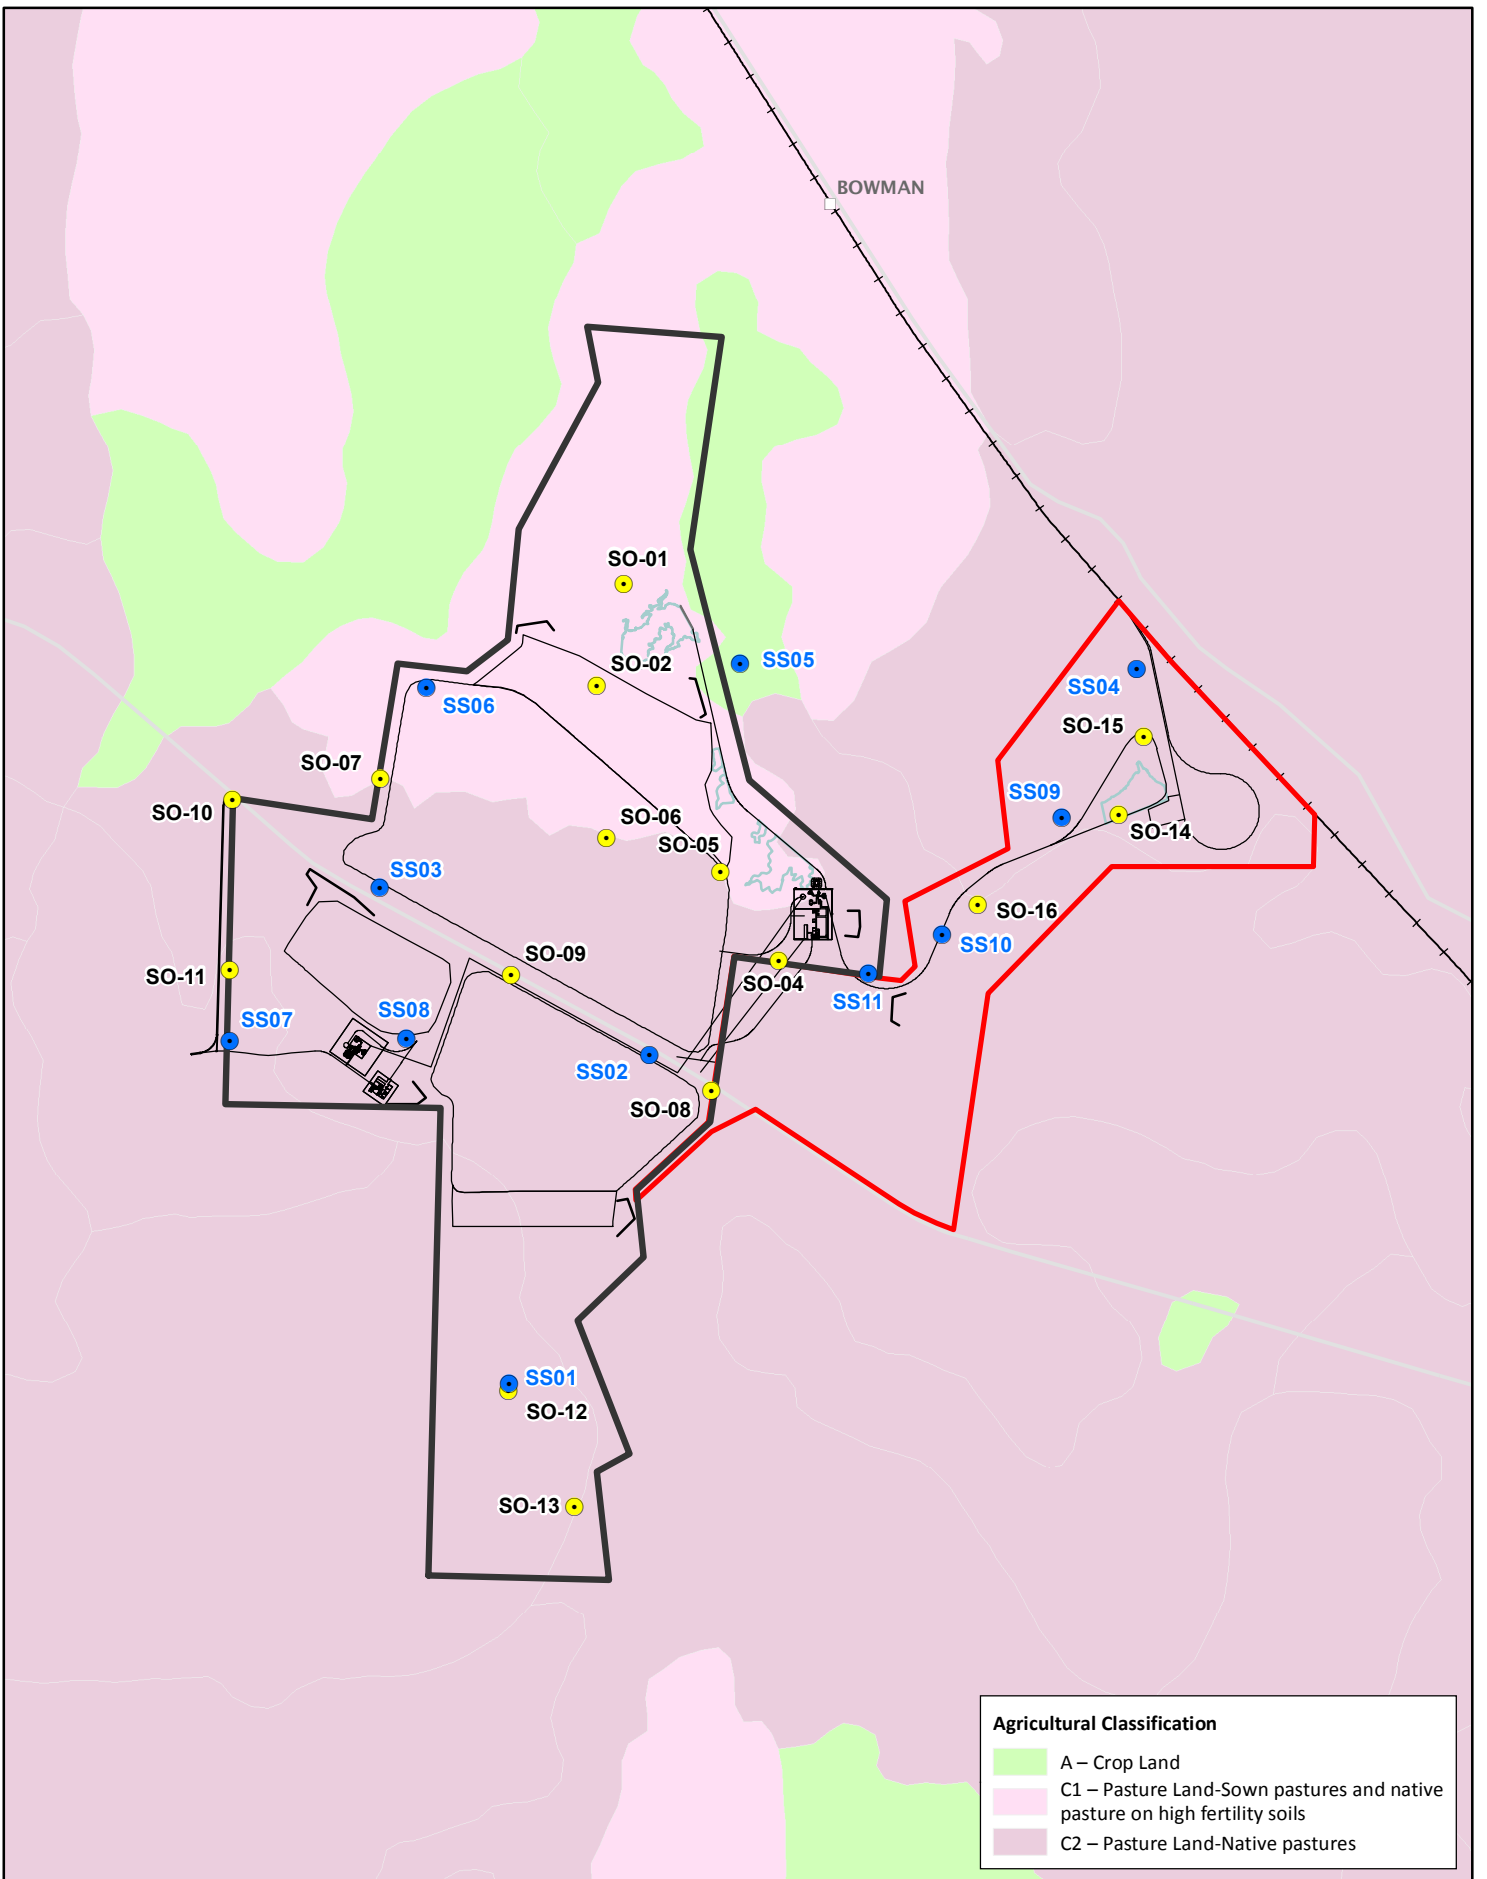 BOWMAN
SO-01
SO-02
SS05
SS04
SS06
SO-15
SO-07
SS09
SO-10
SO-06
SO-14
SO-05
SS03
SO-16
SS10
SO-09
SO-11
SO-04
SS11
SS07
SS08
SS02
SO-08
SS01
SO-12
SO-13
Agricultural Classification
A – Crop Land
C1 – Pasture Land-Sown pastures and native
pasture on high fertility soils
C2 – Pasture Land-Native pastures